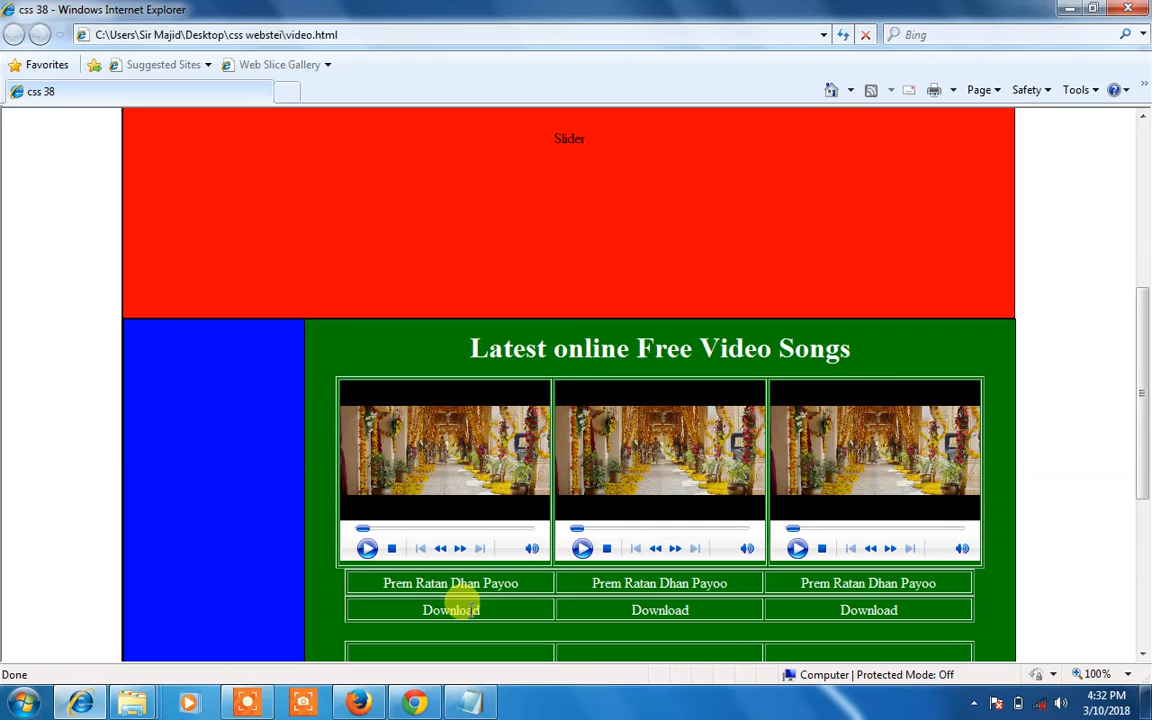 css 38 - Windows Internet Explorer
C:\Users\Sir Majid\Desktop\css webstei\video.html
Bing
Favorites
Suggested Sites
Web Slice Gallery
css 38
Page
Safety
Tools
Slider
Latest online Free Video Songs
Prem Ratan Dhan Payoo Prem Ratan Dhan Payoo Prem Ratan Dhan Payoo
Download Download Download
Done
Computer | Protected Mode: Off
100%
4:32 PM
3/10/2018